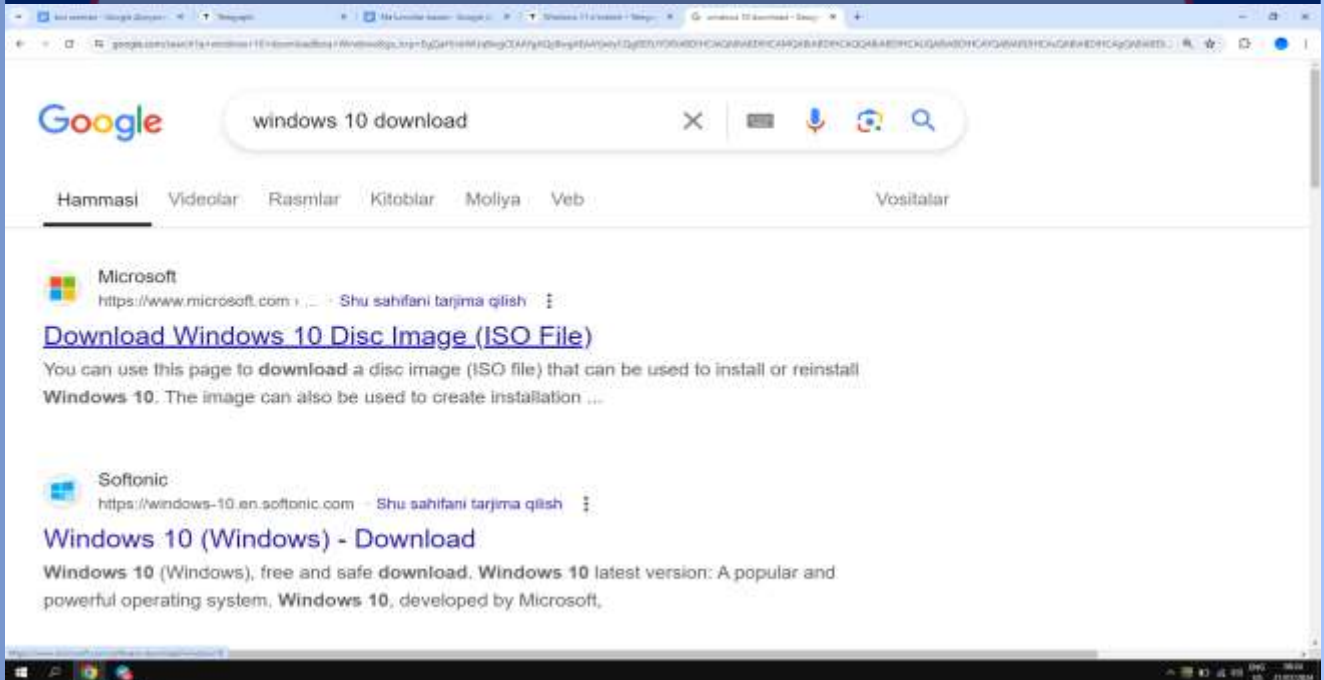 Google
windows 10 download
Hammasi Videolar Rasmlar Kitoblar Moliya Veb Vositalar
Microsoft
https://www.microsoft.com › ... · Shu sahifani tarjima qilish
Download Windows 10 Disc Image (ISO File)
You can use this page to download a disc image (ISO file) that can be used to install or reinstall
Windows 10. The image can also be used to create installation ...
Softonic
https://windows-10.en.softonic.com · Shu sahifani tarjima qilish
Windows 10 (Windows) - Download
Windows 10 (Windows), free and safe download. Windows 10 latest version: A popular and
powerful operating system. Windows 10, developed by Microsoft,